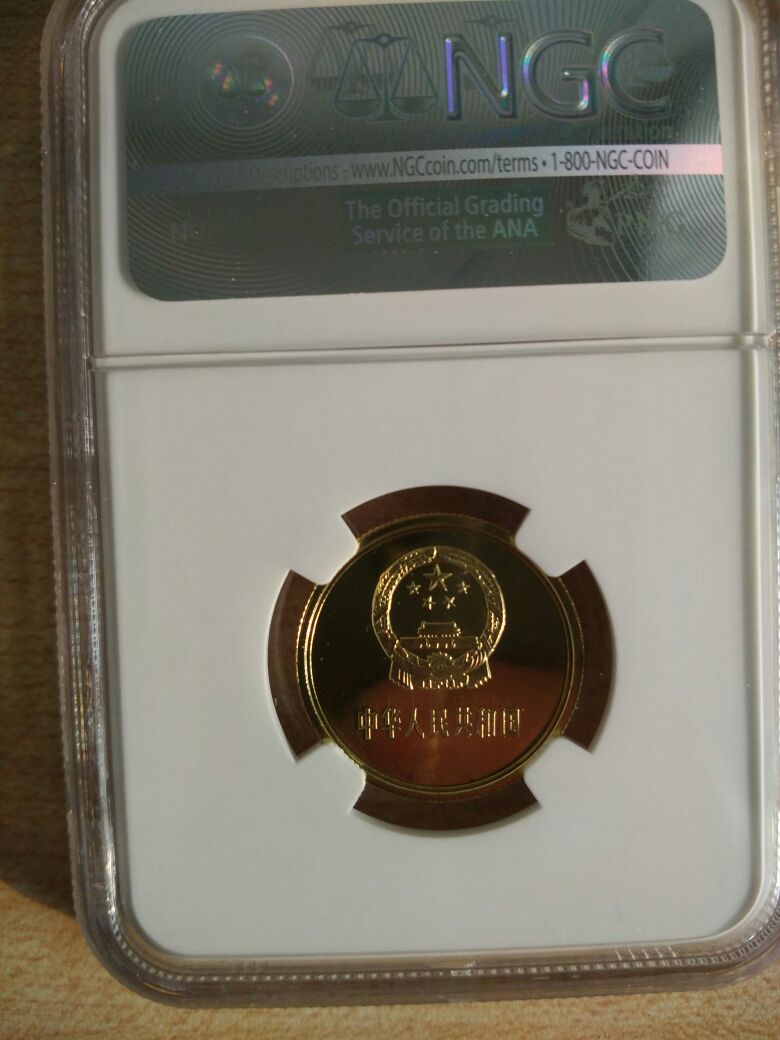 NGC
Descriptions • www.NGCcoin.com/terms • 1-800-NGC-COIN
The Official Grading
Service of the ANA
PNG
中华人民共和国